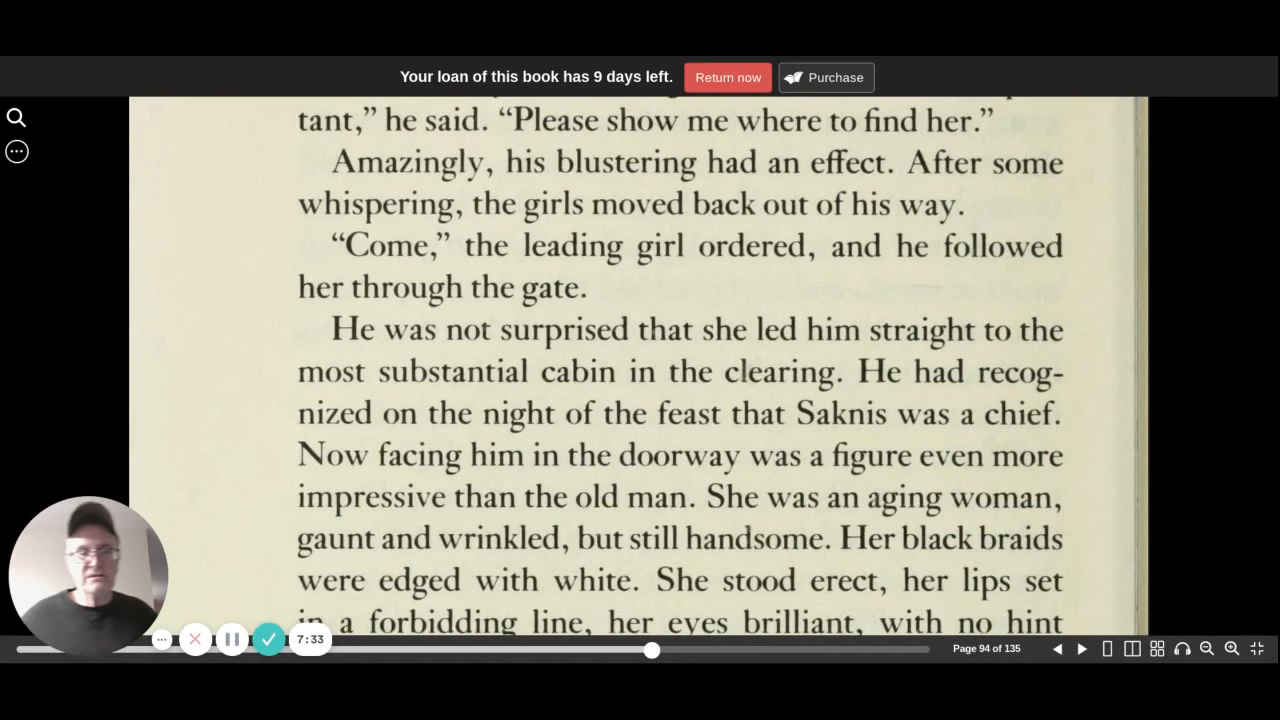 Your loan of this book has 9 days left. Return now Purchase
tant,” he said. “Please show me where to find her.”
Amazingly, his blustering had an effect. After some
whispering, the girls moved back out of his way.
“Come,” the leading girl ordered, and he followed
her through the gate.
He was not surprised that she led him straight to the
most substantial cabin in the clearing. He had recog-
nized on the night of the feast that Saknis was a chief.
Now facing him in the doorway was a figure even more
impressive than the old man. She was an aging woman,
gaunt and wrinkled, but still handsome. Her black braids
were edged with white. She stood erect, her lips set
in a forbidding line, her eyes brilliant, with no hint
7:33
Page 94 of 135